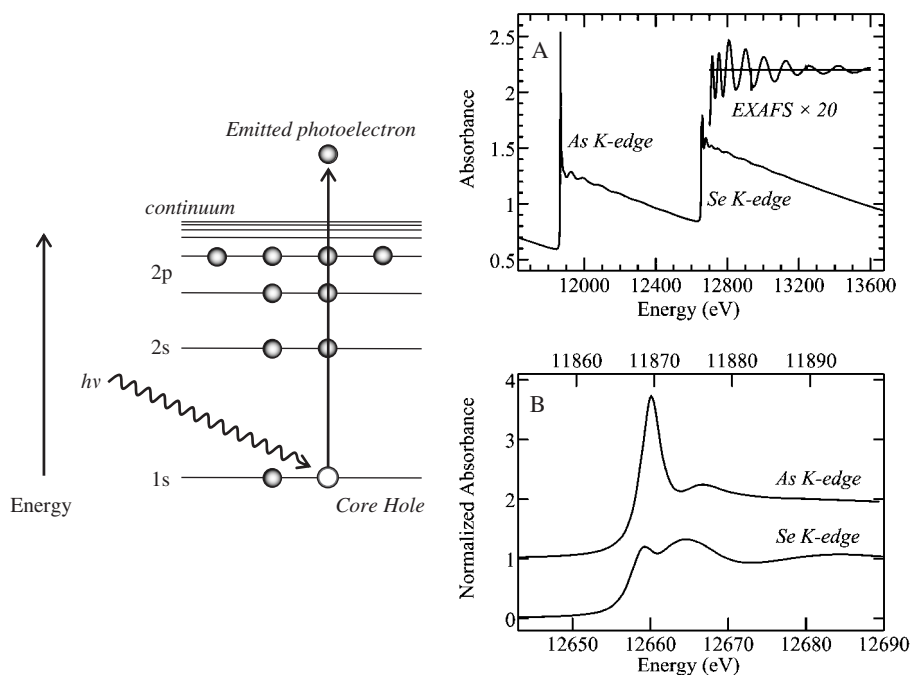 Emitted photoelectron
continuum
2p
2s
hν
1s
Energy
Core Hole
A
2.5
2.0
1.5
1.0
0.5
Absorbance
As K-edge
EXAFS × 20
Se K-edge
12000 12400 12800 13200 13600
Energy (eV)
11860 11870 11880 11890
B
4
3
2
1
0
Normalized Absorbance
As K-edge
Se K-edge
12650 12660 12670 12680 12690
Energy (eV)